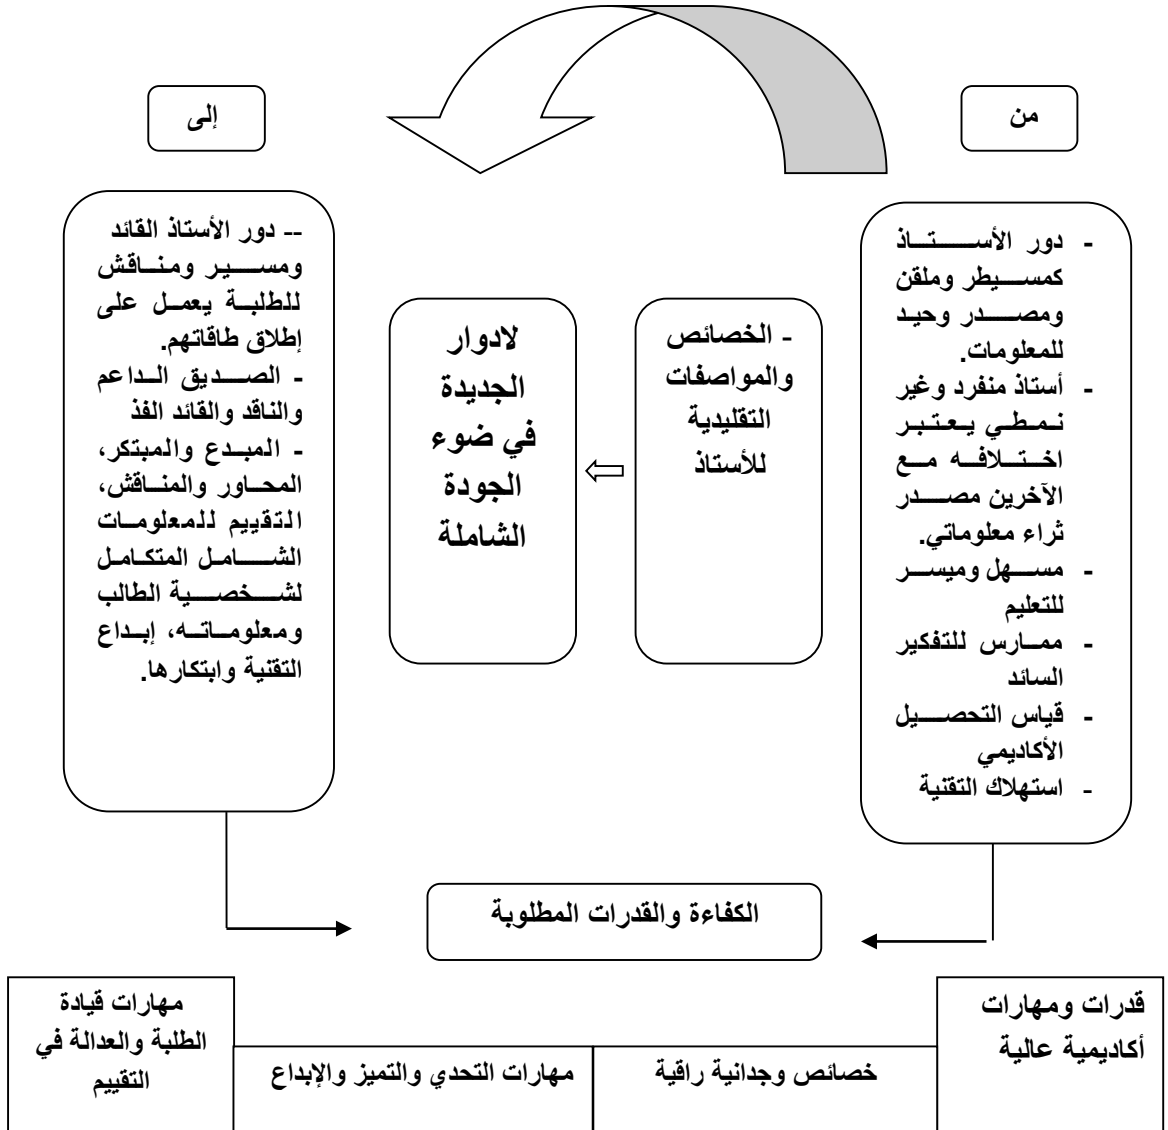 من
إلى
- دور الأستاذ
كمسيطر وملقن
ومصدر وحيد
للمعلومات.
- أستاذ منفرد وغير
نمطي يعتبر
اختلافه مع
الآخرين مصدر
ثراء معلوماتي.
- مسهل وميسر
للتعليم
- ممارس للتفكير
السائد
- قياس التحصيل
الأكاديمي
- استهلاك التقنية
- الخصائص
والمواصفات
التقليدية
للأستاذ
لادوار
الجديدة
في ضوء
الجودة
الشاملة
-- دور الأستاذ القائد
ومسير ومناقش
للطلبة يعمل على
إطلاق طاقاتهم.
- الصديق الداعم
والناقد والقائد الفذ
- المبدع والمبتكر،
المحاور والمناقش،
التقييم للمعلومات
الشامل المتكامل
لشخصية الطالب
ومعلوماته، إبداع
التقنية وابتكارها.
الكفاءة والقدرات المطلوبة
قدرات ومهارات
أكاديمية عالية
خصائص وجدانية راقية
مهارات التحدي والتميز والإبداع
مهارات قيادة
الطلبة والعدالة في
التقييم